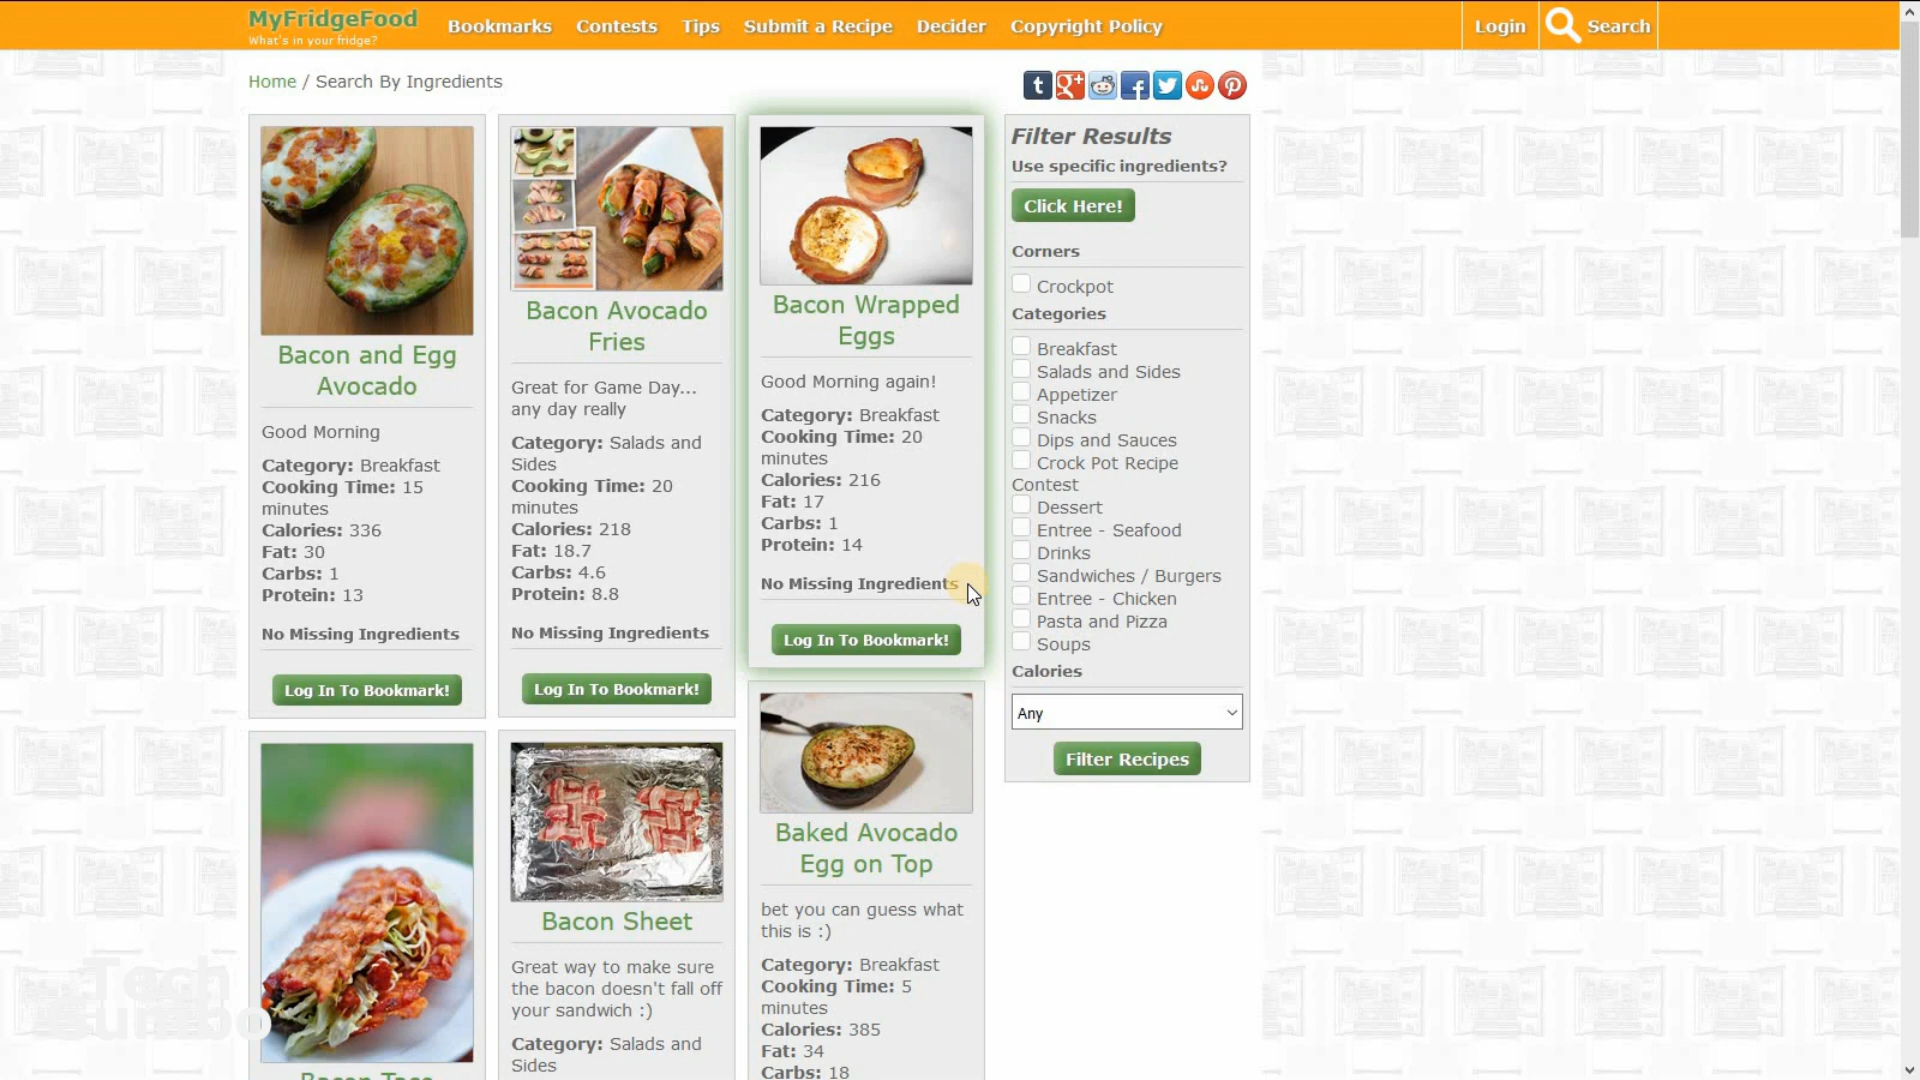 MyFridgeFood
What's in your fridge?
Bookmarks
Contests
Tips
Submit a Recipe
Decider
Copyright Policy
Login
Search
Home / Search By Ingredients
Bacon and Egg
Avocado
Good Morning
Category: Breakfast
Cooking Time: 15
minutes
Calories: 336
Fat: 30
Carbs: 1
Protein: 13
No Missing Ingredients
Log In To Bookmark!
Bacon Avocado
Fries
Great for Game Day...
any day really
Category: Salads and
Sides
Cooking Time: 20
minutes
Calories: 218
Fat: 18.7
Carbs: 4.6
Protein: 8.8
No Missing Ingredients
Log In To Bookmark!
Bacon Wrapped
Eggs
Good Morning again!
Category: Breakfast
Cooking Time: 20
minutes
Calories: 216
Fat: 17
Carbs: 1
Protein: 14
No Missing Ingredients
Log In To Bookmark!
Filter Results
Use specific ingredients?
Click Here!
Corners
Crockpot
Categories
Breakfast
Salads and Sides
Appetizer
Snacks
Dips and Sauces
Crock Pot Recipe
Contest
Dessert
Entree - Seafood
Drinks
Sandwiches / Burgers
Entree - Chicken
Pasta and Pizza
Soups
Calories
Any
Filter Recipes
Bacon Taco
Bacon Sheet
Great way to make sure
the bacon doesn't fall off
your sandwich :)
Category: Salads and
Sides
Baked Avocado
Egg on Top
bet you can guess what
this is :)
Category: Breakfast
Cooking Time: 5
minutes
Calories: 385
Fat: 34
Carbs: 18
Tech
Gumbo